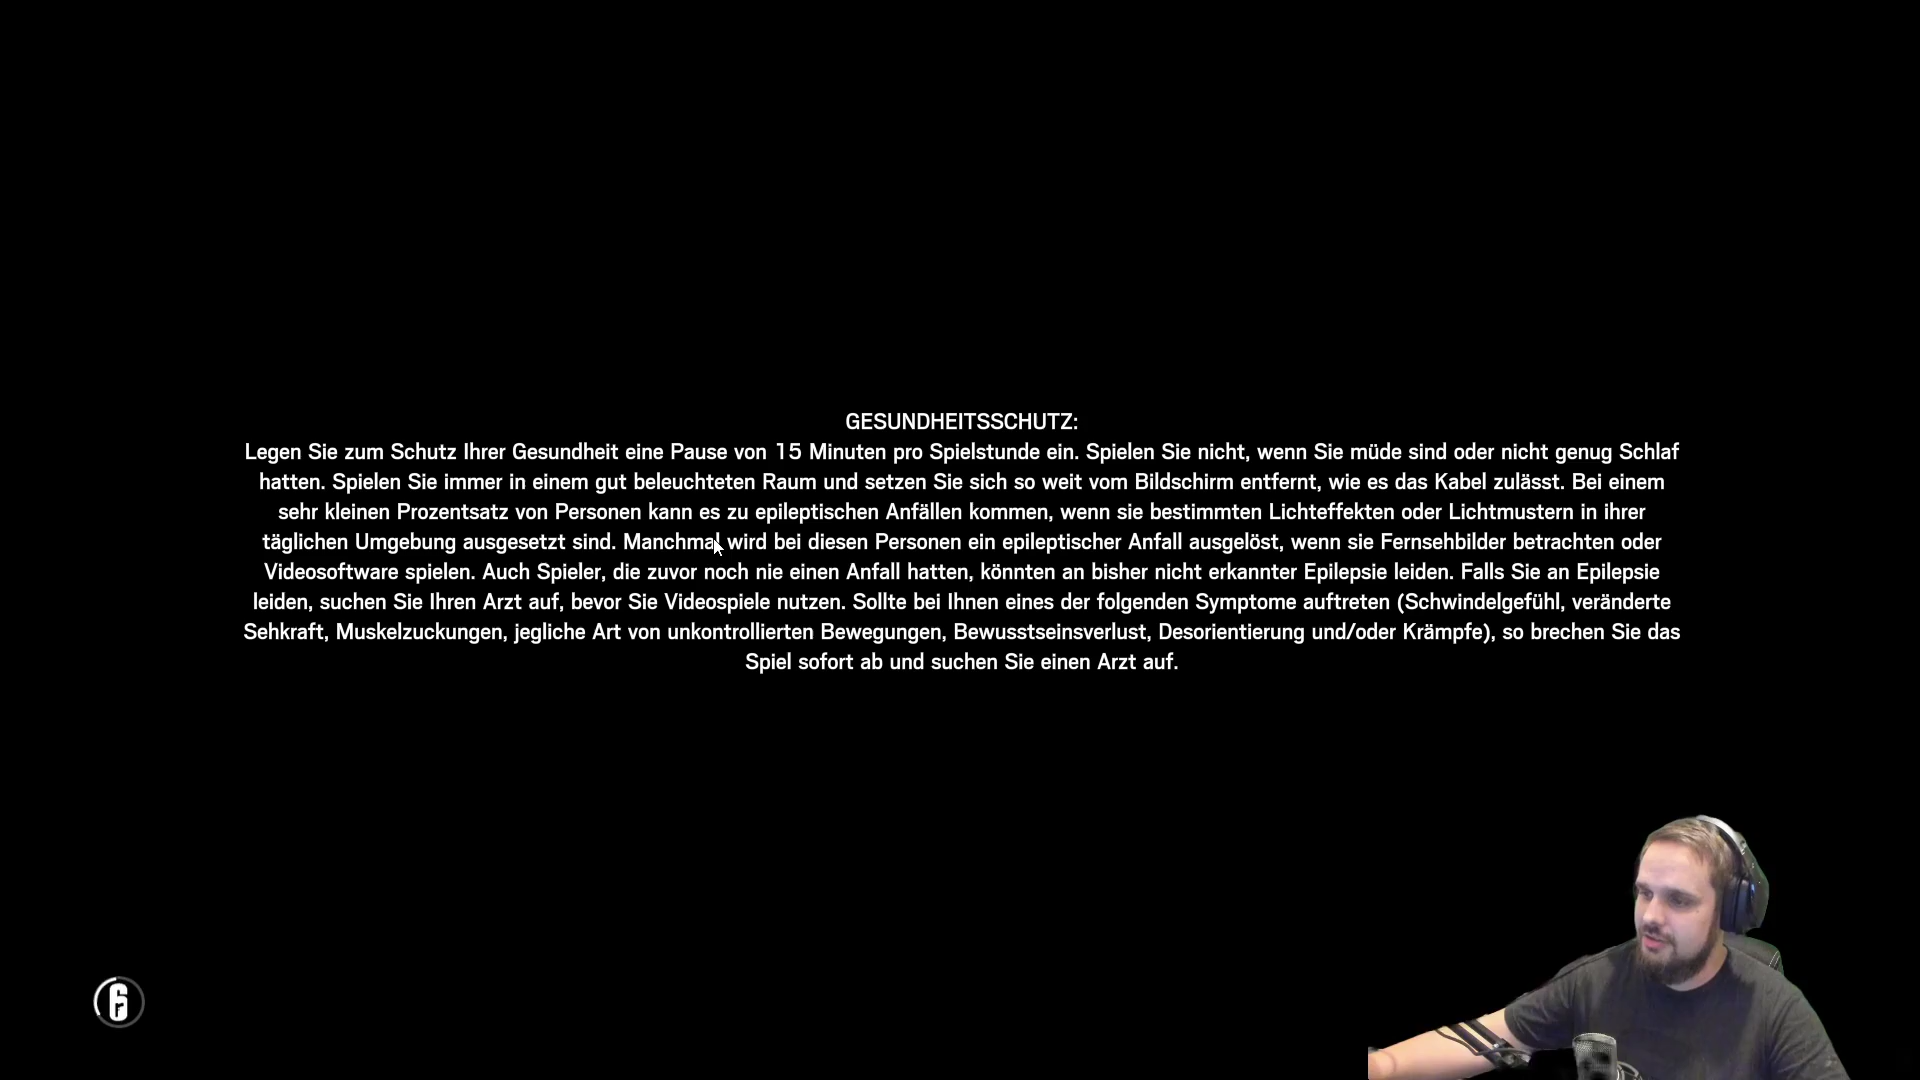 GESUNDHEITSSCHUTZ:
Legen Sie zum Schutz Ihrer Gesundheit eine Pause von 15 Minuten pro Spielstunde ein. Spielen Sie nicht, wenn Sie müde sind oder nicht genug Schlaf
hatten. Spielen Sie immer in einem gut beleuchteten Raum und setzen Sie sich so weit vom Bildschirm entfernt, wie es das Kabel zulässt. Bei einem
sehr kleinen Prozentsatz von Personen kann es zu epileptischen Anfällen kommen, wenn sie bestimmten Lichteffekten oder Lichtmustern in ihrer
täglichen Umgebung ausgesetzt sind. Manchmal wird bei diesen Personen ein epileptischer Anfall ausgelöst, wenn sie Fernsehbilder betrachten oder
Videosoftware spielen. Auch Spieler, die zuvor noch nie einen Anfall hatten, könnten an bisher nicht erkannter Epilepsie leiden. Falls Sie an Epilepsie
leiden, suchen Sie Ihren Arzt auf, bevor Sie Videospiele nutzen. Sollte bei Ihnen eines der folgenden Symptome auftreten (Schwindelgefühl, veränderte
Sehkraft, Muskelzuckungen, jegliche Art von unkontrollierten Bewegungen, Bewusstseinsverlust, Desorientierung und/oder Krämpfe), so brechen Sie das
Spiel sofort ab und suchen Sie einen Arzt auf.
6